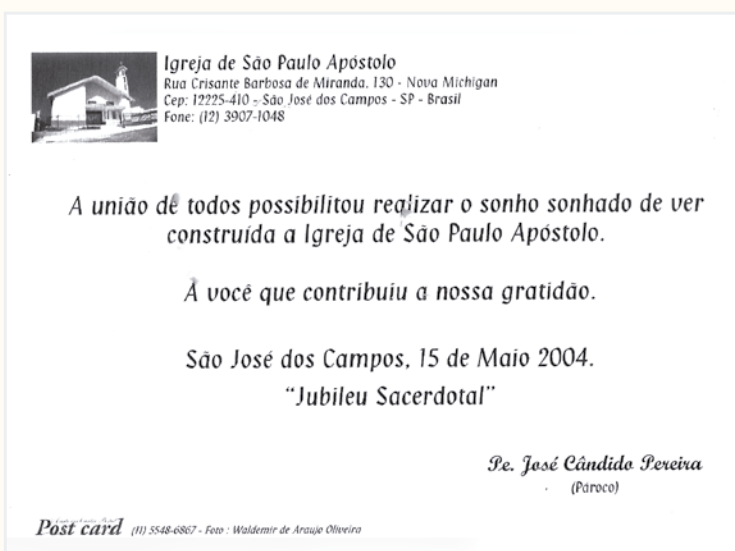 Igreja de São Paulo Apóstolo
Rua Crisante Barbosa de Miranda, 130 - Nova Michigan
Cep: 12225-410 - São José dos Campos - SP - Brasil
Fone: (12) 3907-1048
A união de todos possibilitou realizar o sonho sonhado de ver
construída a Igreja de São Paulo Apóstolo.
À você que contribuiu a nossa gratidão.
São José dos Campos, 15 de Maio 2004.
“Jubileu Sacerdotal”
Pe. José Cândido Pereira
(Pároco)
Post card (11) 5548-6867 - Foto : Waldemir de Araujo Oliveira